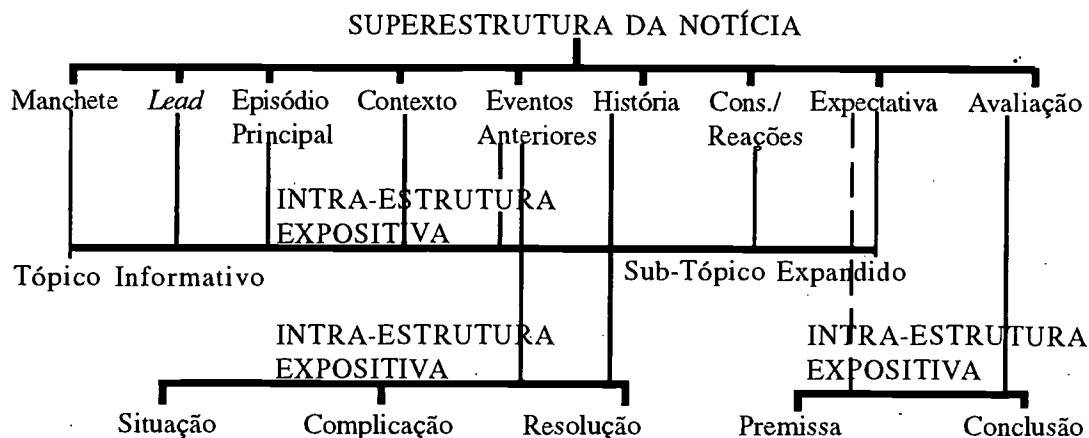 SUPERESTRUTURA DA NOTÍCIA
Manchete Lead Episódio Contexto Eventos História Cons./ Expectativa Avaliação
Principal Anteriores Reações
INTRA-ESTRUTURA
EXPOSITIVA
Tópico Informativo Sub-Tópico Expandido
INTRA-ESTRUTURA INTRA-ESTRUTURA
EXPOSITIVA EXPOSITIVA
Situação Complicação Resolução Premissa Conclusão